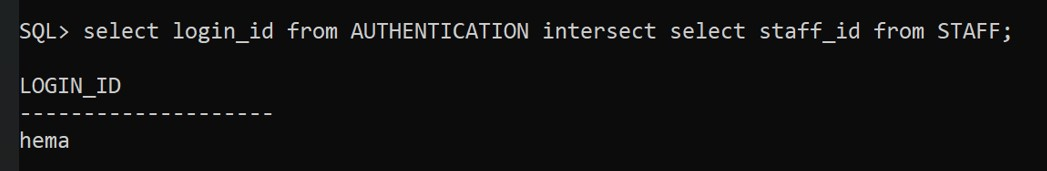 SQL> select login_id from AUTHENTICATION intersect select staff_id from STAFF;
LOGIN_ID
--------------------
hema